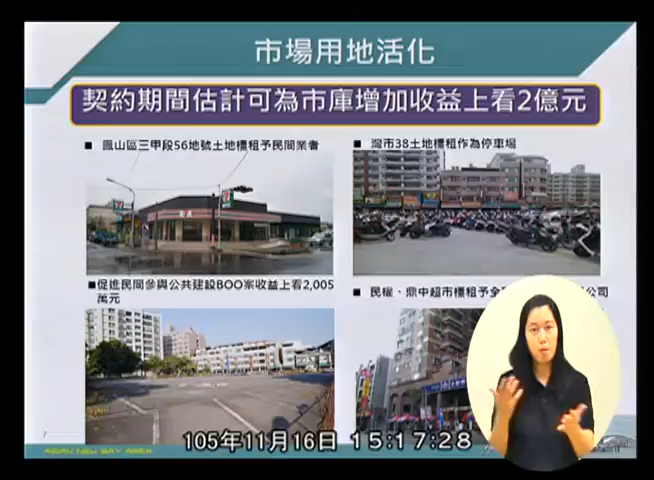 市場用地活化
契約期間估計可為市庫增加收益上看2億元
■ 鳳山區三甲段56地號土地標租予民間業者
■ 灣市38土地標租作為停車場
■促進民間參與公共建設BOO案收益上看2,005
萬元
■ 民權、鼎中超市標租予全
公司
105年11月16日 15:17:28